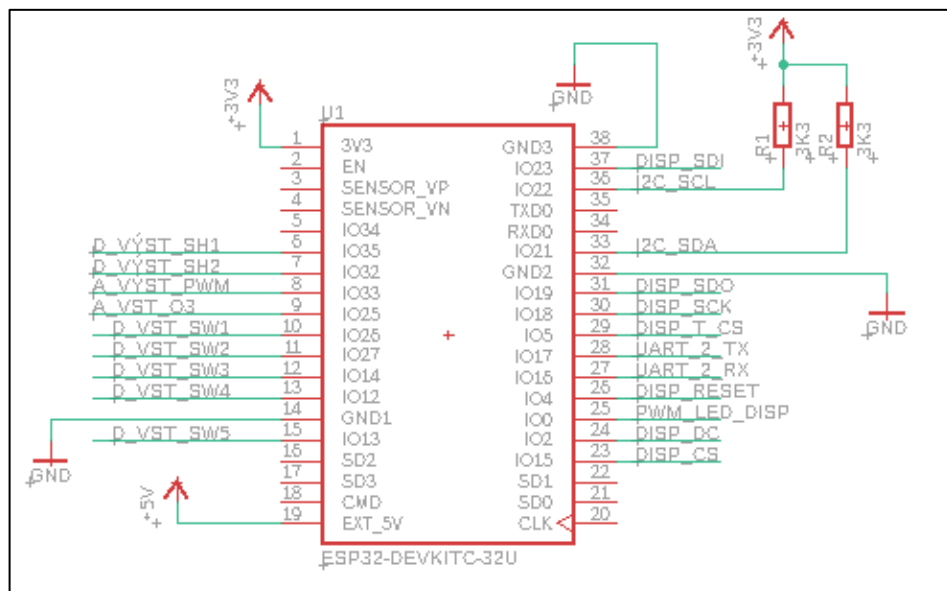 +3V3
GND
+3V3
R1
3K3
R2
3K3
U1
1 3V3 GND3 38
2 EN IO23 37 DISP_SDI
3 SENSOR_VP IO22 36 I2C_SCL
4 SENSOR_VN TXD0 35
5 IO34 RXD0 34
D_VÝST_SH1 6 IO35 IO21 33 I2C_SDA
D_VÝST_SH2 7 IO32 GND2 32
A_VÝST_PWM 8 IO33 IO19 31 DISP_SDO
A_VST_O3 9 IO25 IO18 30 DISP_SCK
GND
D_VST_SW1 10 IO26 IO5 29 DISP_T_CS
D_VST_SW2 11 IO27 IO17 28 UART_2_TX
D_VST_SW3 12 IO14 IO16 27 UART_2_RX
D_VST_SW4 13 IO12 IO4 26 DISP_RESET
14 GND1 IO0 25 PWM_LED_DISP
D_VST_SW5 15 IO13 IO2 24 DISP_DC
GND
16 SD2 IO15 23 DISP_CS
17 SD3 SD1 22
18 CMD SD0 21
+5V
19 EXT_5V CLK 20
ESP32-DEVKITC-32U